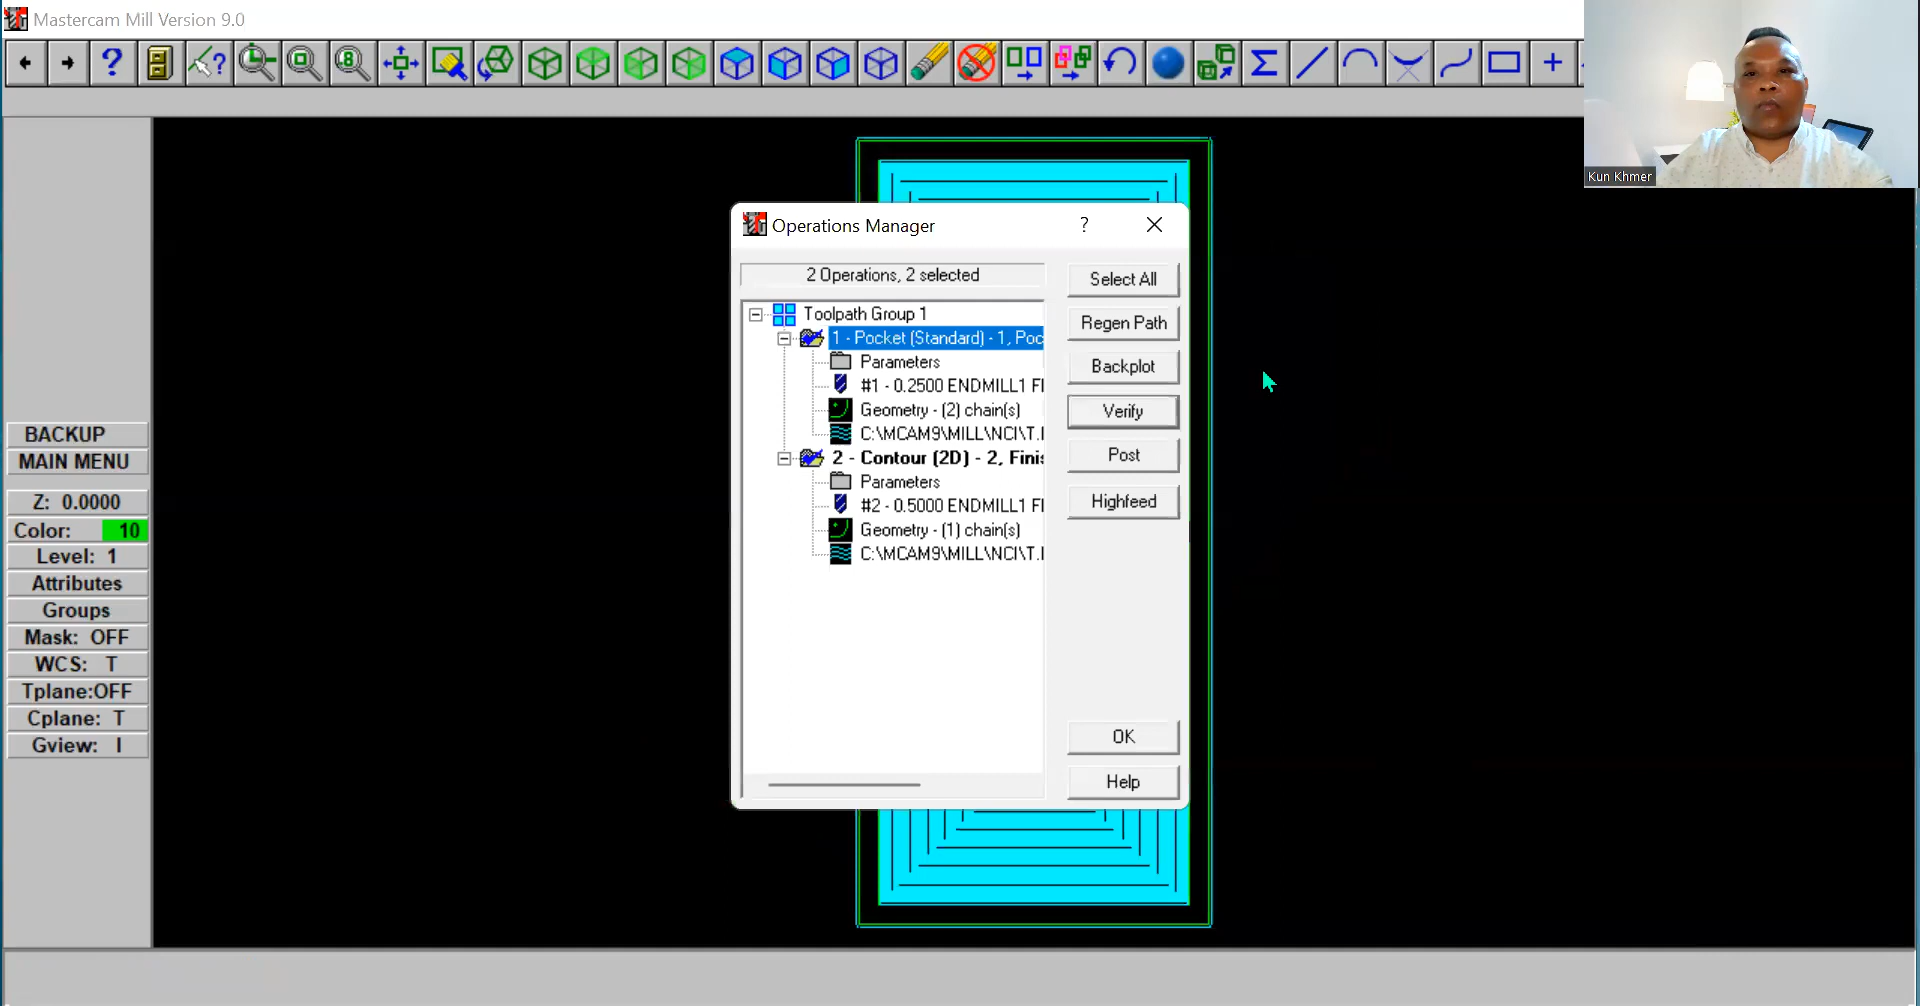 Mastercam Mill Version 9.0
Kun Khmer
Operations Manager
2 Operations, 2 selected
Toolpath Group 1
1 - Pocket (Standard) - 1, Poc
Parameters
#1 - 0.2500 ENDMILL1 Fl
Geometry - (2) chain(s)
C:\MCAM9\MILL\NCI\T.
2 - Contour (2D) - 2, Finis
Parameters
#2 - 0.5000 ENDMILL1 Fl
Geometry - (1) chain(s)
C:\MCAM9\MILL\NCI\T.
Select All
Regen Path
Backplot
Verify
Post
Highfeed
OK
Help
BACKUP
MAIN MENU
Z: 0.0000
Color: 10
Level: 1
Attributes
Groups
Mask: OFF
WCS: T
Tplane:OFF
Cplane: T
Gview: I